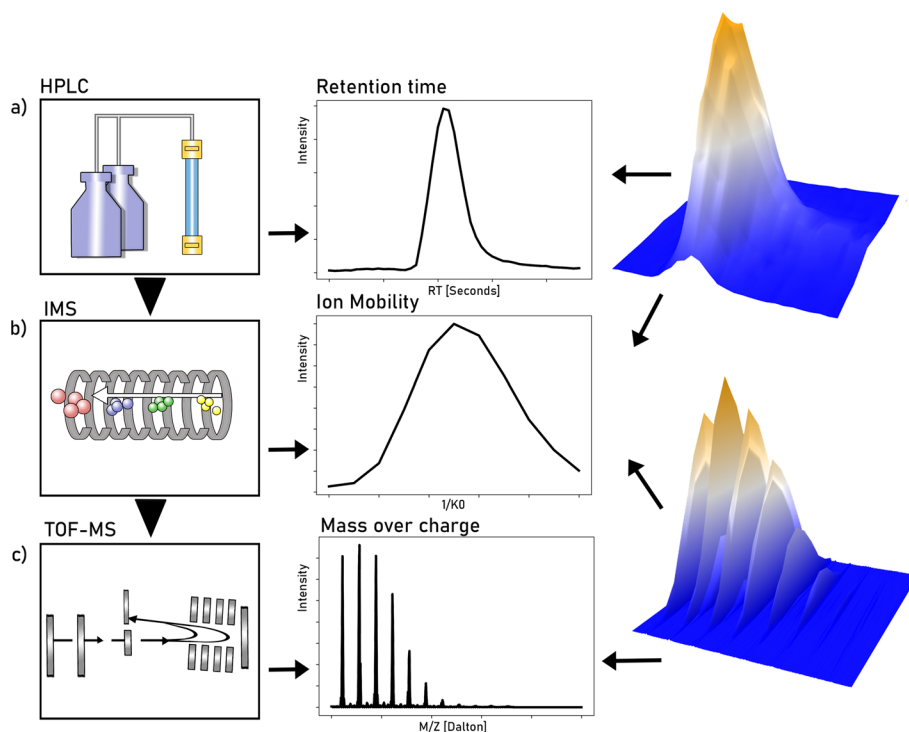 HPLC
Retention time
a)
Intensity
RT [Seconds]
IMS
Ion Mobility
b)
Intensity
1/K0
TOF-MS
Mass over charge
c)
Intensity
M/Z [Dalton]